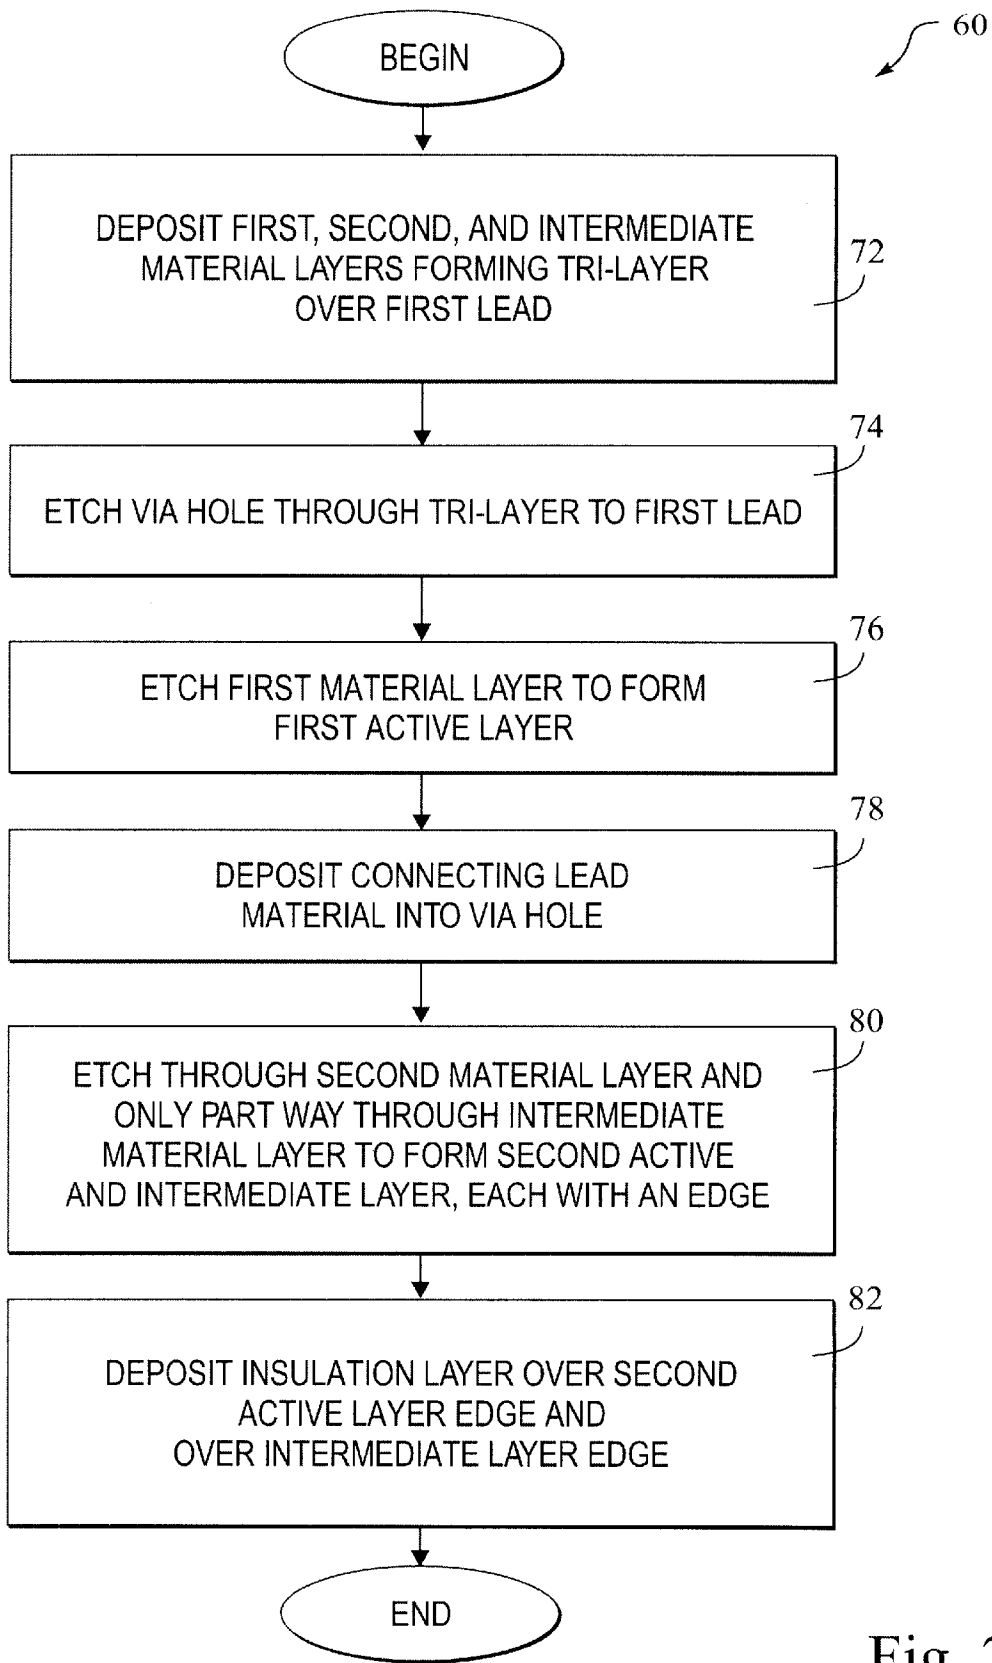 60
BEGIN
DEPOSIT FIRST, SECOND, AND INTERMEDIATE
MATERIAL LAYERS FORMING TRI-LAYER
OVER FIRST LEAD
72
74
ETCH VIA HOLE THROUGH TRI-LAYER TO FIRST LEAD
76
ETCH FIRST MATERIAL LAYER TO FORM
FIRST ACTIVE LAYER
78
DEPOSIT CONNECTING LEAD
MATERIAL INTO VIA HOLE
80
ETCH THROUGH SECOND MATERIAL LAYER AND
ONLY PART WAY THROUGH INTERMEDIATE
MATERIAL LAYER TO FORM SECOND ACTIVE
AND INTERMEDIATE LAYER, EACH WITH AN EDGE
82
DEPOSIT INSULATION LAYER OVER SECOND
ACTIVE LAYER EDGE AND
OVER INTERMEDIATE LAYER EDGE
END
Fig.